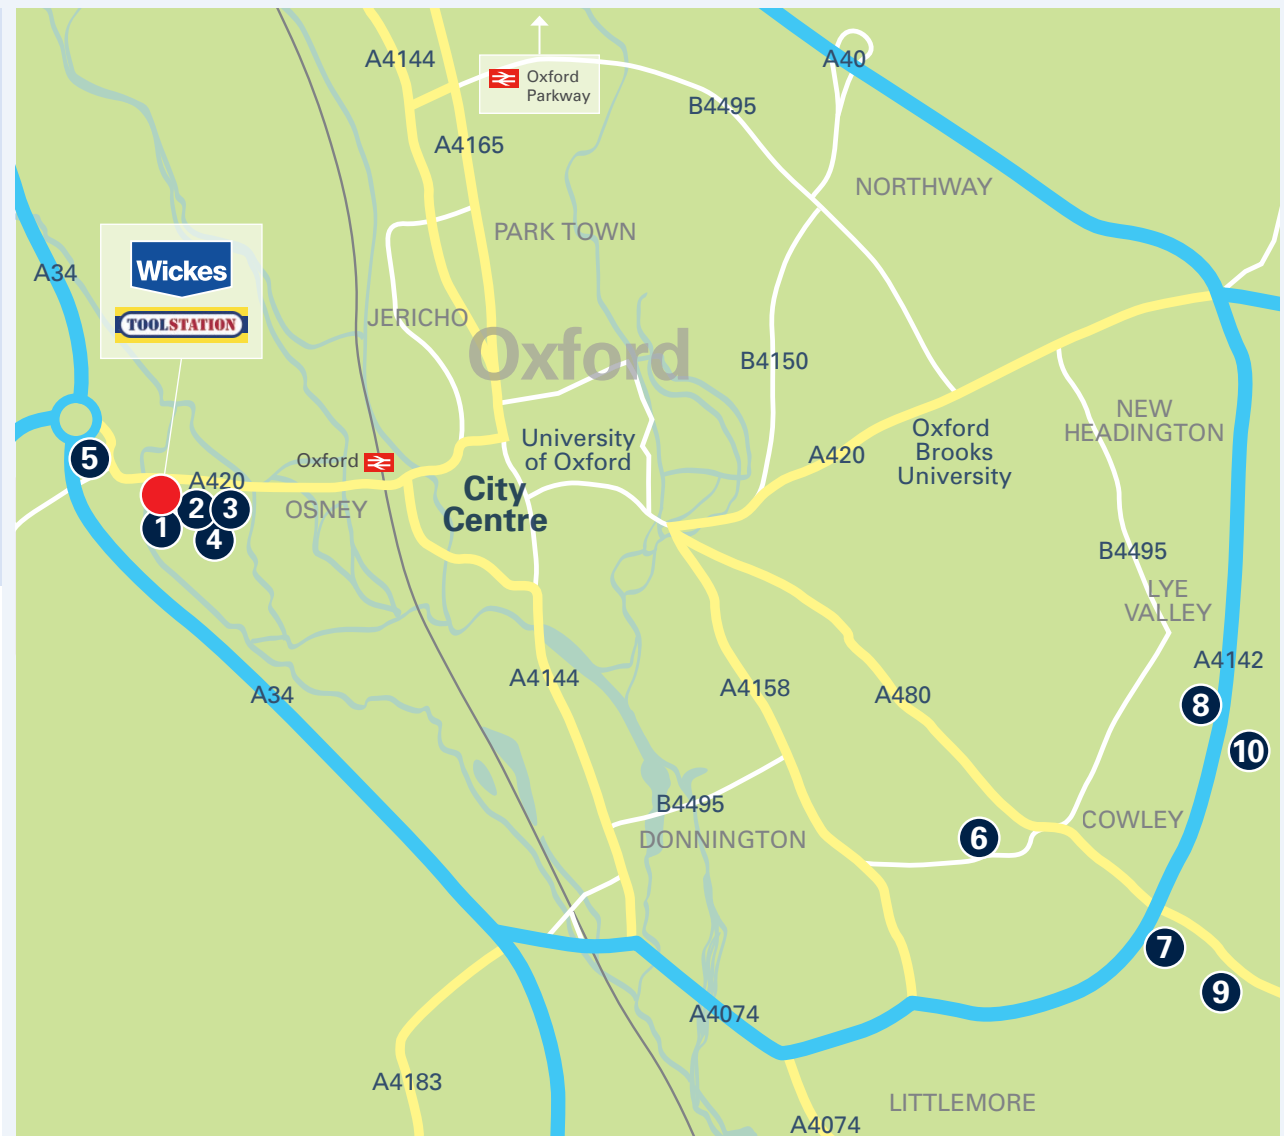 A4144
Oxford
Parkway
A40
B4495
A4165
NORTHWAY
PARK TOWN
A34
Wickes
TOOLSTATION
JERICHO
Oxford
B4150
NEW
HEADINGTON
Oxford
Brooks
University
University
of Oxford
A420
5
Oxford
A420
City
Centre
OSNEY
1
2
3
4
B4495
LYE
VALLEY
A4142
A4144
A4158
A480
A34
8
10
B4495
DONNINGTON
6
COWLEY
7
9
A4074
A4183
LITTLEMORE
A4074